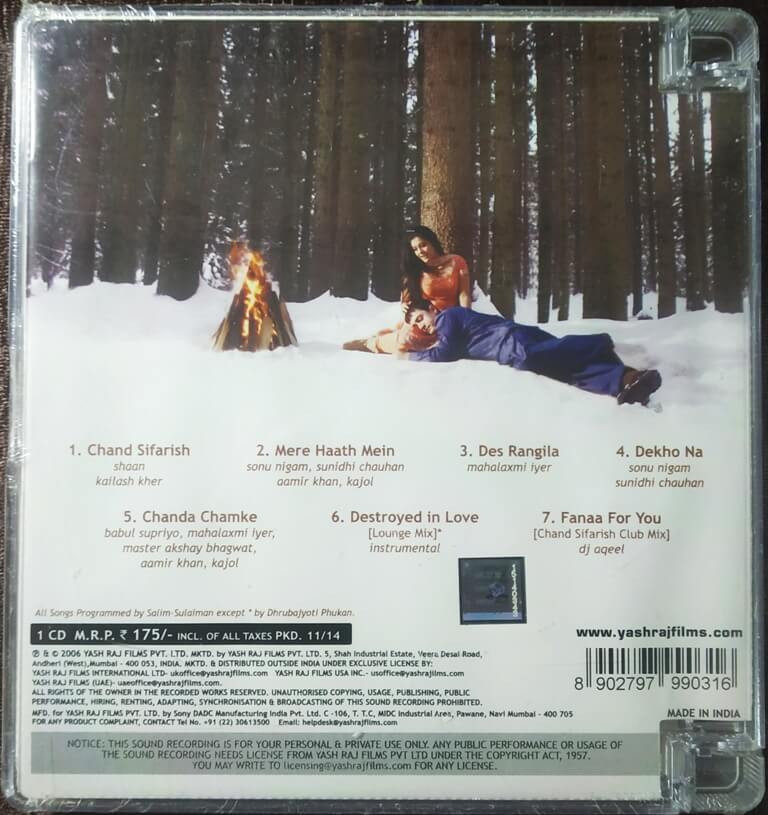 1. Chand Sifarish
shaan
kailash kher
2. Mere Haath Mein
sonu nigam, sunidhi chauhan
aamir khan, kajol
3. Des Rangila
mahalaxmi iyer
4. Dekho Na
sonu nigam
sunidhi chauhan
5. Chanda Chamke
babul supriyo, mahalaxmi iyer,
master akshay bhagwat,
aamir khan, kajol
6. Destroyed in Love
[Lounge Mix]*
instrumental
7. Fanaa For You
[Chand Sifarish Club Mix]
dj aqeel
All Songs Programmed by Salim-Sulaiman except * by Dhrubajyoti Phukan.
1 CD M.R.P. ₹ 175/- INCL. OF ALL TAXES PKD. 11/14
www.yashrajfilms.com
℗ & © 2006 YASH RAJ FILMS PVT. LTD. MKTD. by YASH RAJ FILMS PVT. LTD. 5, Shah Industrial Estate, Veera Desai Road,
Andheri (West),Mumbai - 400 053, INDIA. MKTD. & DISTRIBUTED OUTSIDE INDIA UNDER EXCLUSIVE LICENSE BY:
YASH RAJ FILMS INTERNATIONAL LTD- ukoffice@yashrajfilms.com YASH RAJ FILMS USA INC.- usoffice@yashrajfilms.com
YASH RAJ FILMS (UAE)- uaeoffice@yashrajfilms.com.
ALL RIGHTS OF THE OWNER IN THE RECORDED WORKS RESERVED. UNAUTHORISED COPYING, USAGE, PUBLISHING, PUBLIC
PERFORMANCE, HIRING, RENTING, ADAPTING, SYNCHRONISATION & BROADCASTING OF THIS SOUND RECORDING PROHIBITED.
MFD. for YASH RAJ FILMS PVT. LTD. by Sony DADC Manufacturing India Pvt. Ltd. C -106, T. T.C, MIDC Industrial Area, Pawane, Navi Mumbai - 400 705
FOR ANY PRODUCT COMPLAINT, CONTACT Tel No. +91 (22) 30613500 Email: helpdesk@yashrajfilms.com
8 902797 990316
MADE IN INDIA
NOTICE: THIS SOUND RECORDING IS FOR YOUR PERSONAL & PRIVATE USE ONLY. ANY PUBLIC PERFORMANCE OR USAGE OF
THE SOUND RECORDING NEEDS LICENSE FROM YASH RAJ FILMS PVT LTD UNDER THE COPYRIGHT ACT, 1957.
YOU MAY WRITE TO licensing@yashrajfilms.com FOR ANY LICENSE.